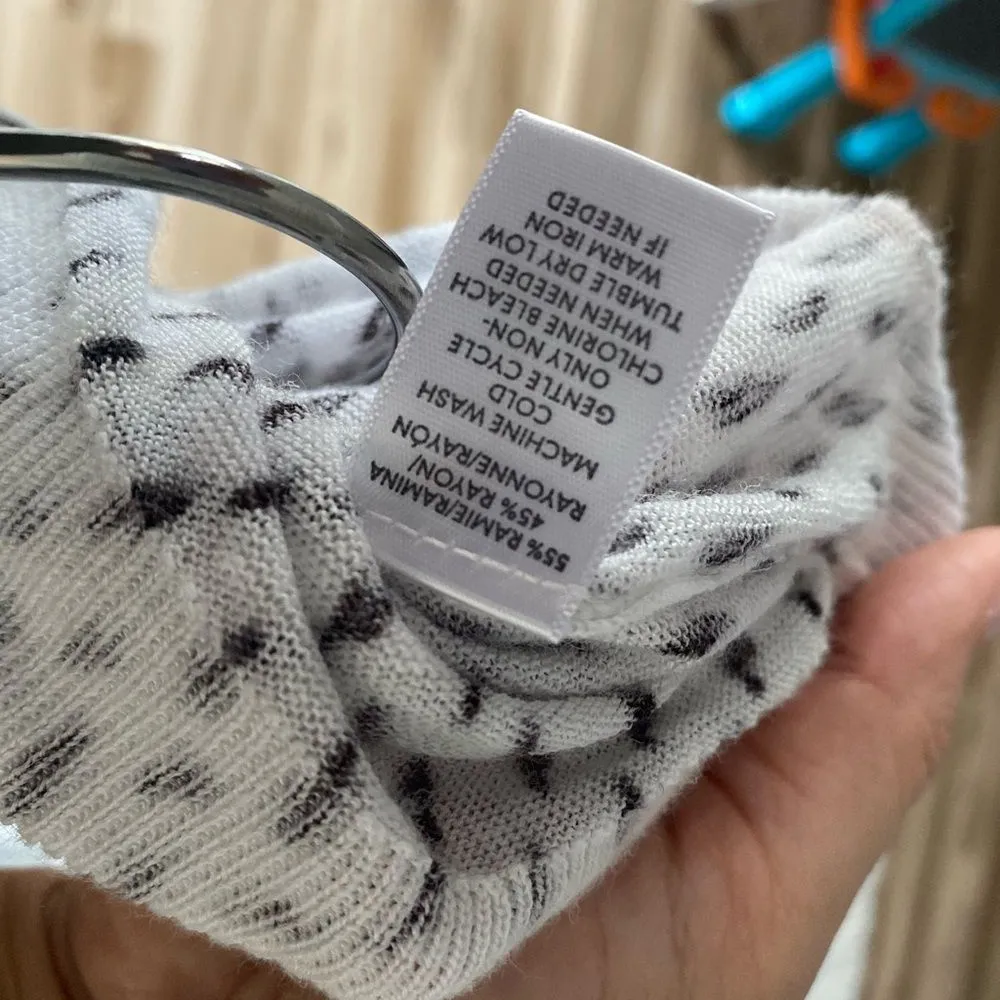 55% RAMIE/RAMINA
45% RAYON/
RAYONNE/RAYÓN
MACHINE WASH
COLD
GENTLE CYCLE
ONLY NON-
CHLORINE BLEACH
WHEN NEEDED
TUMBLE DRY LOW
WARM IRON
IF NEEDED